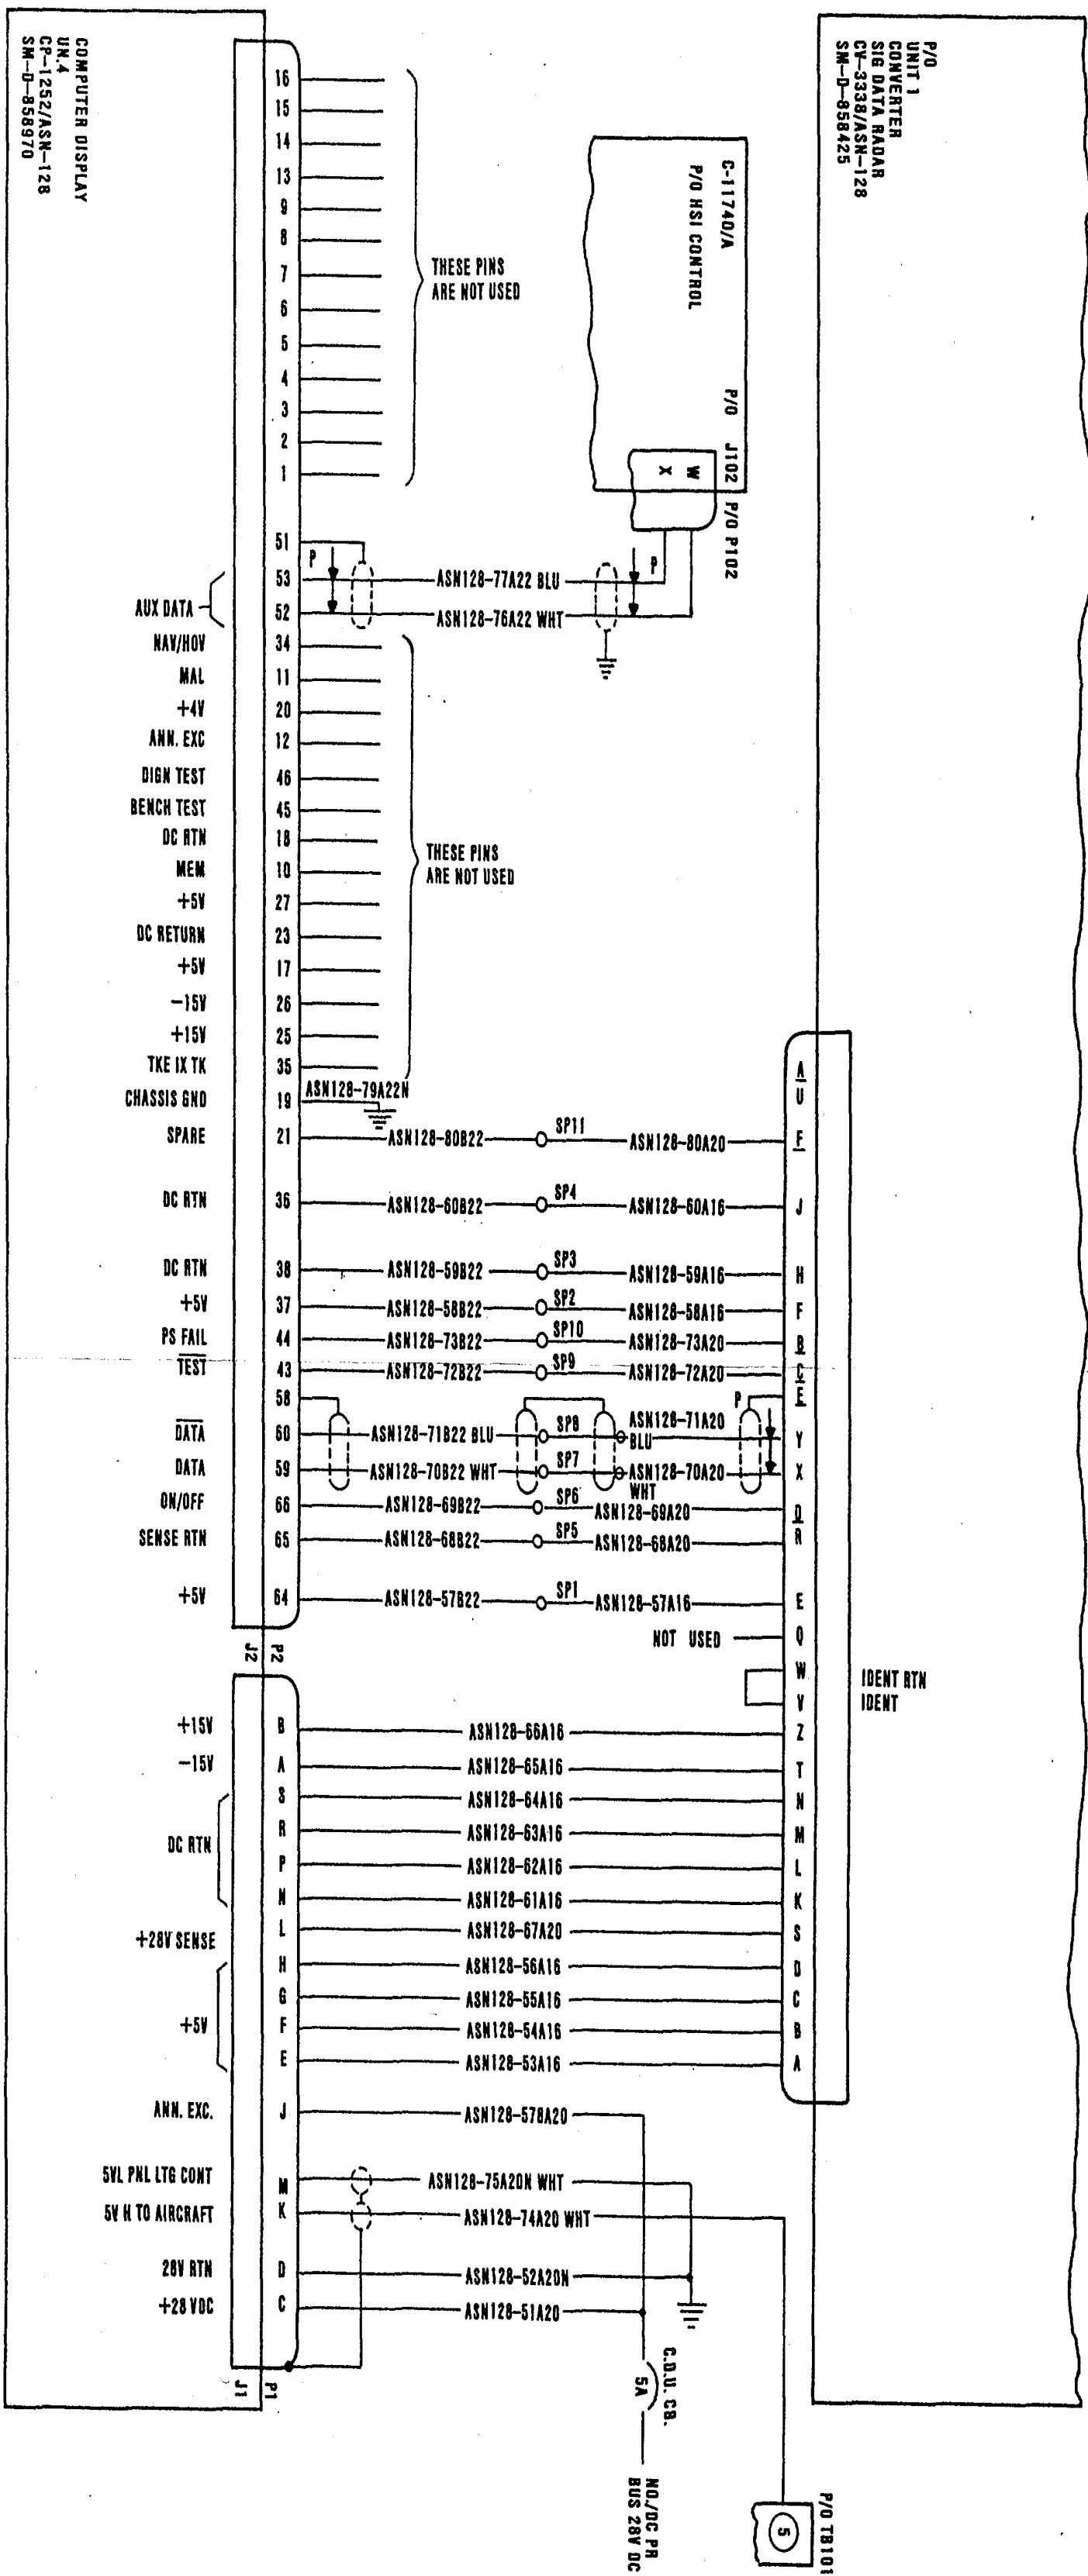 P/O
UNIT 1
CONVERTER
SIG DATA RADAR
CV-3338/ASN-128
SM-D-858425
COMPUTER DISPLAY
UN.4
CP-1252/ASN-128
SM-D-858970
C-11740/A
P/O HSI CONTROL
P/O J102
P/O P102
W
X
16
15
14
13
9
8
7
6
5
4
3
2
1
THESE PINS
ARE NOT USED
51
P
P
53 ASN128-77A22 BLU
AUX DATA
52 ASN128-76A22 WHT
NAV/HOV 34
MAL 11
+4V 20
ANN. EXC 12
DIGN TEST 46
BENCH TEST 45
DC RTN 18
MEM 10
THESE PINS
ARE NOT USED
+5V 27
DC RETURN 23
+5V 17
-15V 26
+15V 25
TKE IX TK 35
CHASSIS GND 19 ASN128-79A22N
A
U
SPARE 21 ASN128-80B22 SP11 ASN128-80A20 F
DC RTN 36 ASN128-60B22 SP4 ASN128-60A16 J
DC RTN 38 ASN128-59B22 SP3 ASN128-59A16 H
+5V 37 ASN128-58B22 SP2 ASN128-58A16 F
PS FAIL 44 ASN128-73B22 SP10 ASN128-73A20 B
TEST 43 ASN128-72B22 SP9 ASN128-72A20 C
58 P E
DATA 60 ASN128-71B22 BLU SP8 ASN128-71A20 BLU Y
DATA 59 ASN128-70B22 WHT SP7 ASN128-70A20 WHT X
ON/OFF 66 ASN128-69B22 SP6 ASN128-69A20 D
SENSE RTN 65 ASN128-68B22 SP5 ASN128-68A20 R
+5V 64 ASN128-57B22 SP1 ASN128-57A16 E
NOT USED Q
J2 P2
W IDENT RTN
V IDENT
+15V B ASN128-66A16 Z
-15V A ASN128-65A16 T
S ASN128-64A16 N
R ASN128-63A16 M
DC RTN
P ASN128-62A16 L
N ASN128-61A16 K
+28V SENSE L ASN128-67A20 S
H ASN128-56A16 D
G ASN128-55A16 C
+5V F ASN128-54A16 B
E ASN128-53A16 A
ANN. EXC. J ASN128-578A20
5VL PNL LTG CONT M ASN128-75A20N WHT
5V H TO AIRCRAFT K ASN128-74A20 WHT
28V RTN D ASN128-52A20N
+28 VDC C ASN128-51A20
J1 P1
C.D.U. CB.
5A
NO./DC PR
BUS 28V DC
P/O TB101
5